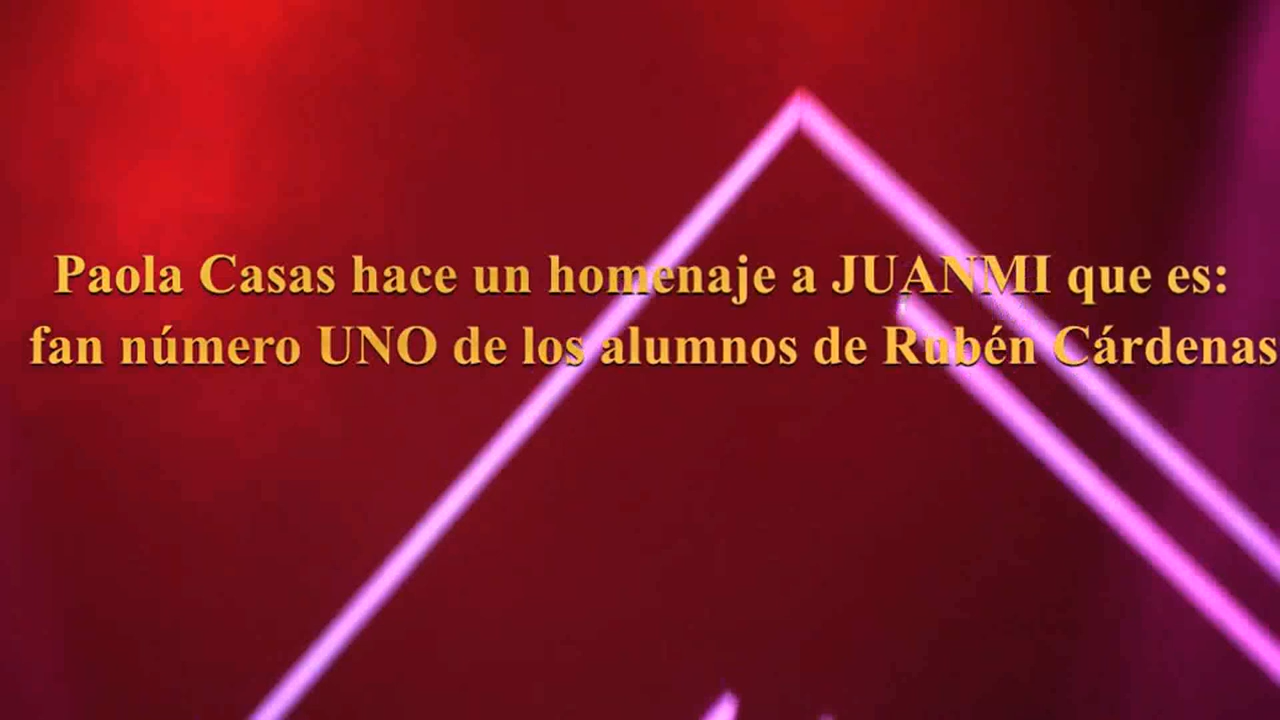 Paola Casas hace un homenaje a JUANMI que es:
fan número UNO de los alumnos de Rubén Cárdenas